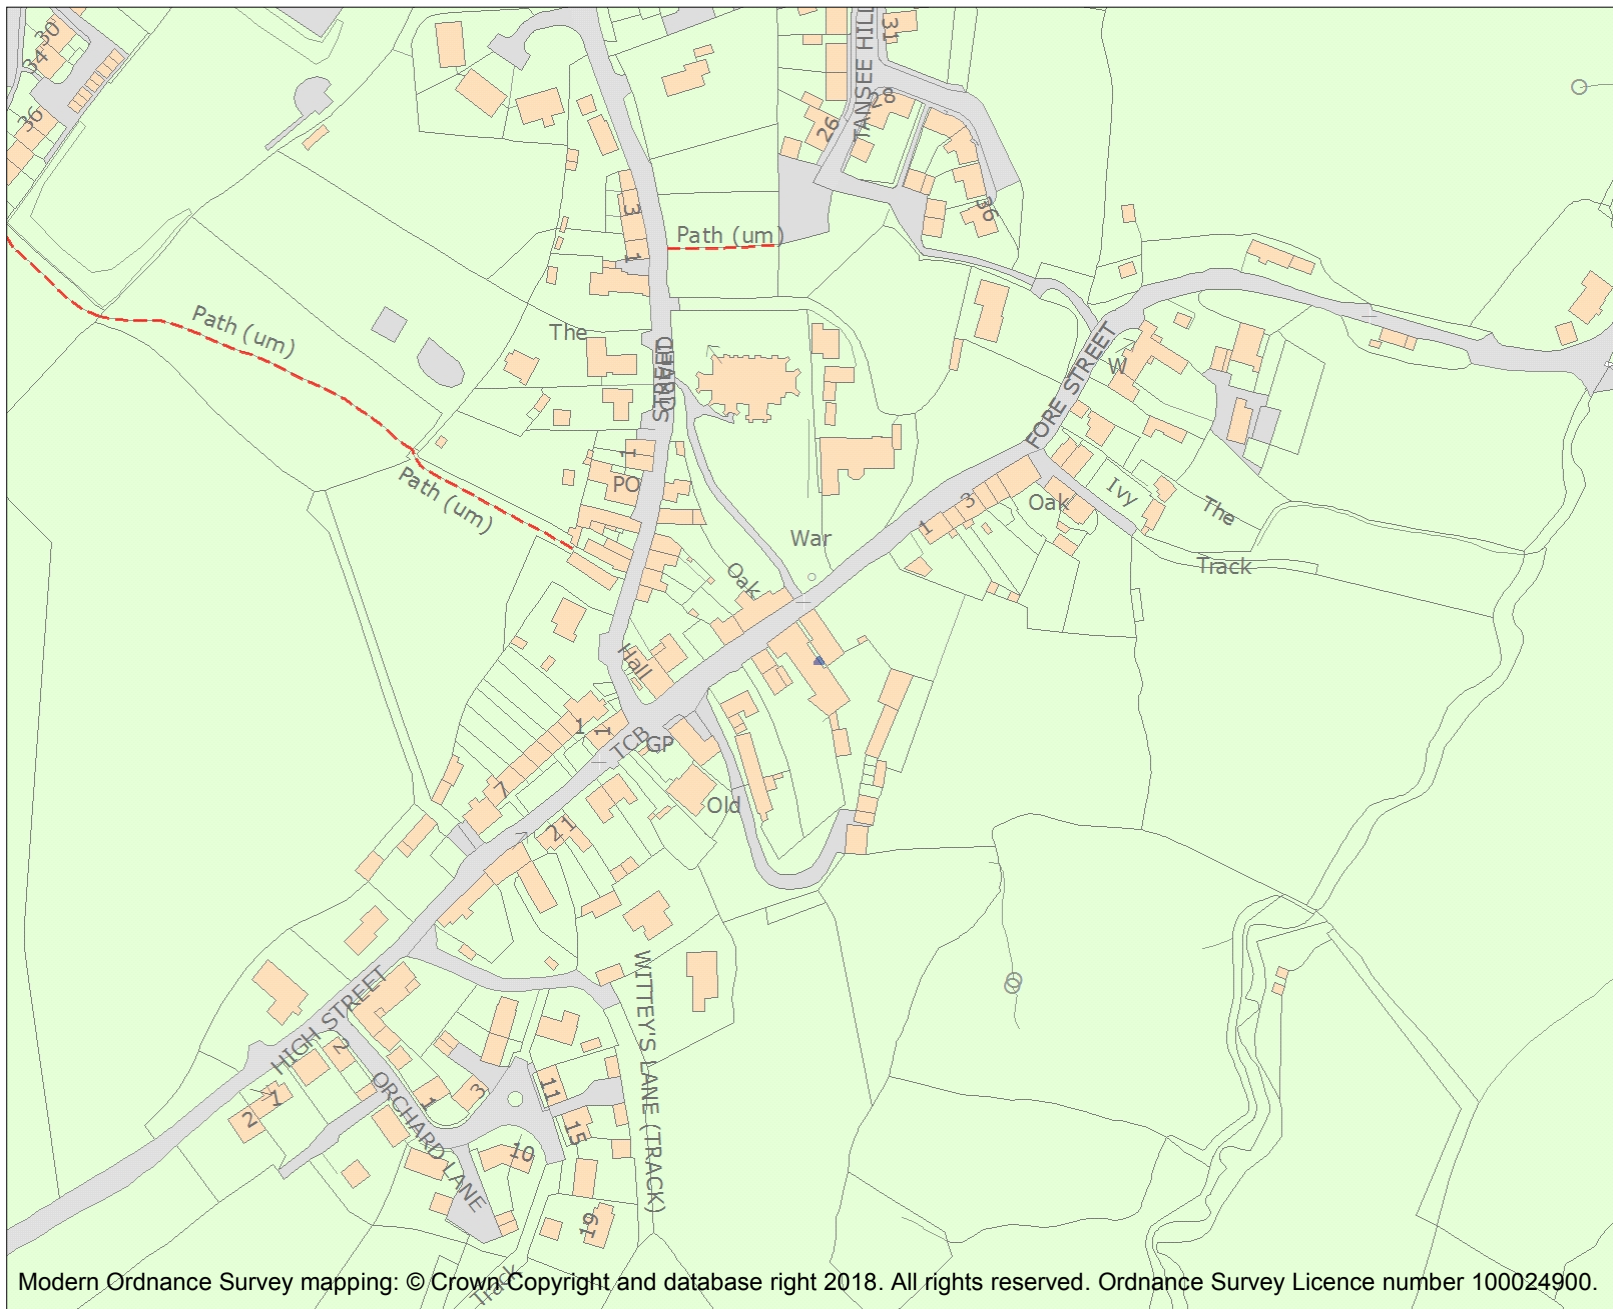 30
34
36
31
TANSEE HILL
28
26
36
3
1
Path (um)
Path (um)
The
CHARD
STREET
W
FORE STREET
1
PO
Path (um)
3
1
Oak
Ivy
The
War
Track
Oak
Hall
1
1
TCB
GP
7
Old
21
HIGH STREET
WITTEY'S LANE (TRACK)
2
1
2
ORCHARD LANE
1
3
11
15
10
19
Track
Modern Ordnance Survey mapping: © Crown Copyright and database right 2018. All rights reserved. Ordnance Survey Licence number 100024900.